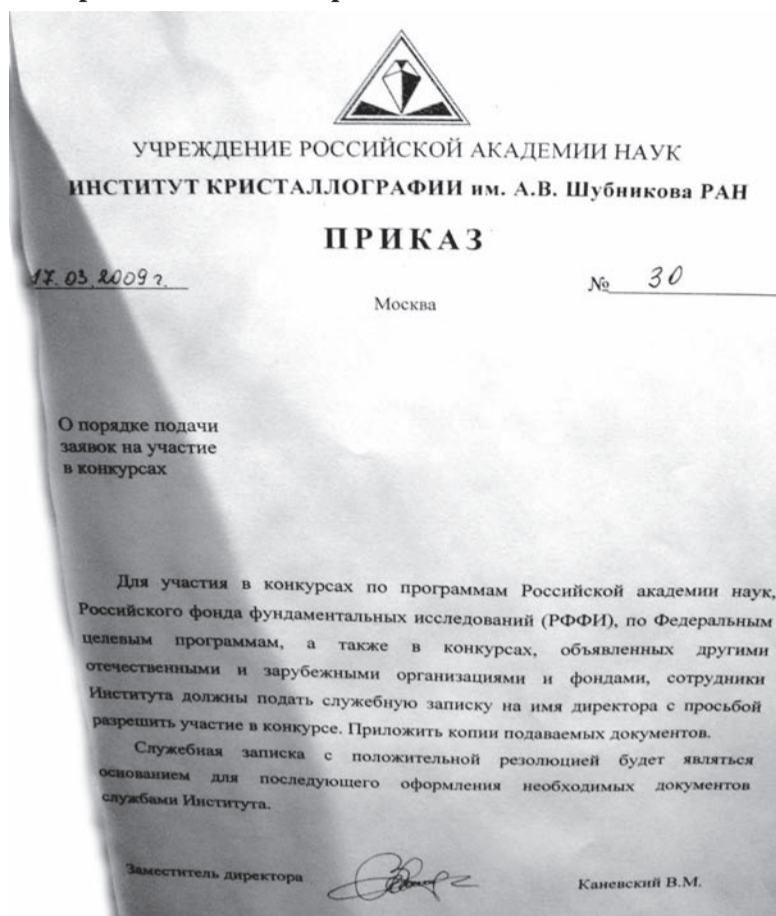 УЧРЕЖДЕНИЕ РОССИЙСКОЙ АКАДЕМИИ НАУК
ИНСТИТУТ КРИСТАЛЛОГРАФИИ им. А.В. Шубникова РАН
ПРИКАЗ
17.03.2009 г.
№ 30
Москва
О порядке подачи
заявок на участие
в конкурсах
Для участия в конкурсах по программам Российской академии наук,
Российского фонда фундаментальных исследований (РФФИ), по Федеральным
целевым программам, а также в конкурсах, объявленных другими
отечественными и зарубежными организациями и фондами, сотрудники
Института должны подать служебную записку на имя директора с просьбой
разрешить участие в конкурсе. Приложить копии подаваемых документов.
Служебная записка с положительной резолюцией будет являться
основанием для последующего оформления необходимых документов
службами Института.
Заместитель директора
Каневский В.М.